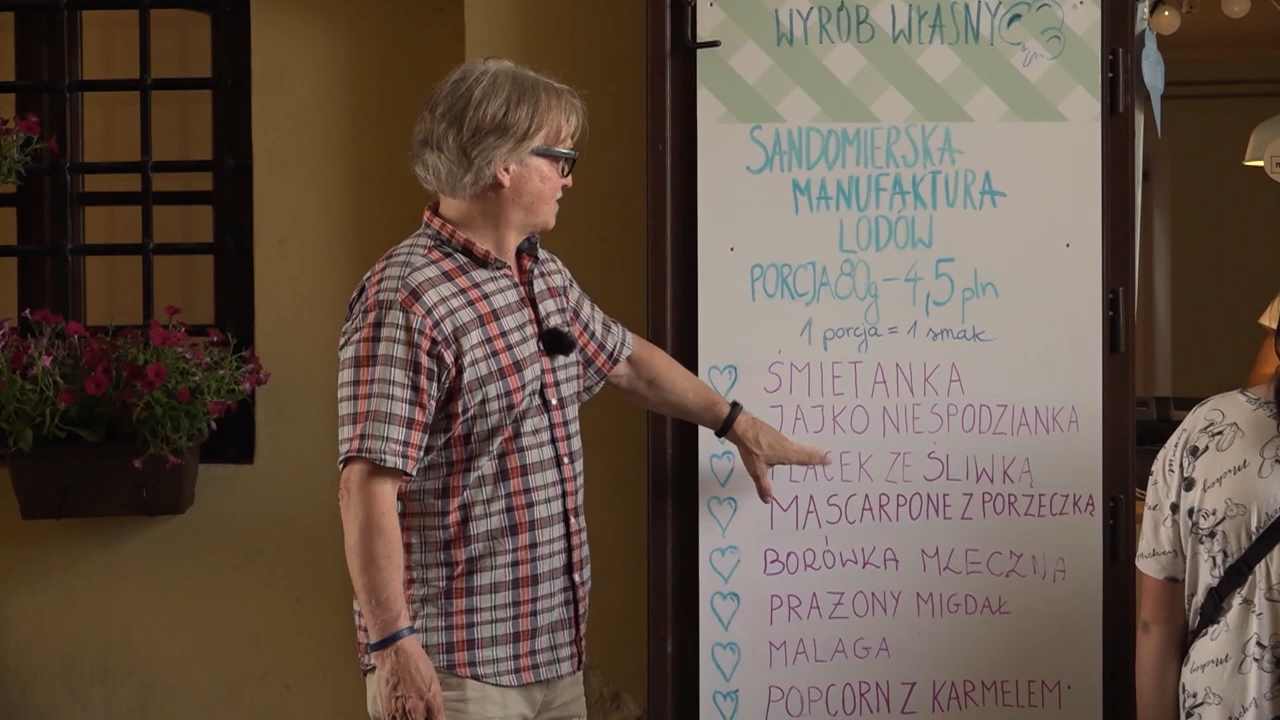 WYRÓB WŁASNY
SANDOMIERSKA
MANUFAKTURA
LODÓW
PORCJA 80g - 4,5 pln
1 porcja = 1 smak
ŚMIETANKA
JAJKO NIESPODZIANKA
PLACEK ZE ŚLIWKĄ
MASCARPONE Z PORZECZKĄ
BORÓWKA MLECZNA
PRAŻONY MIGDAŁ
MALAGA
POPCORN Z KARMELEM